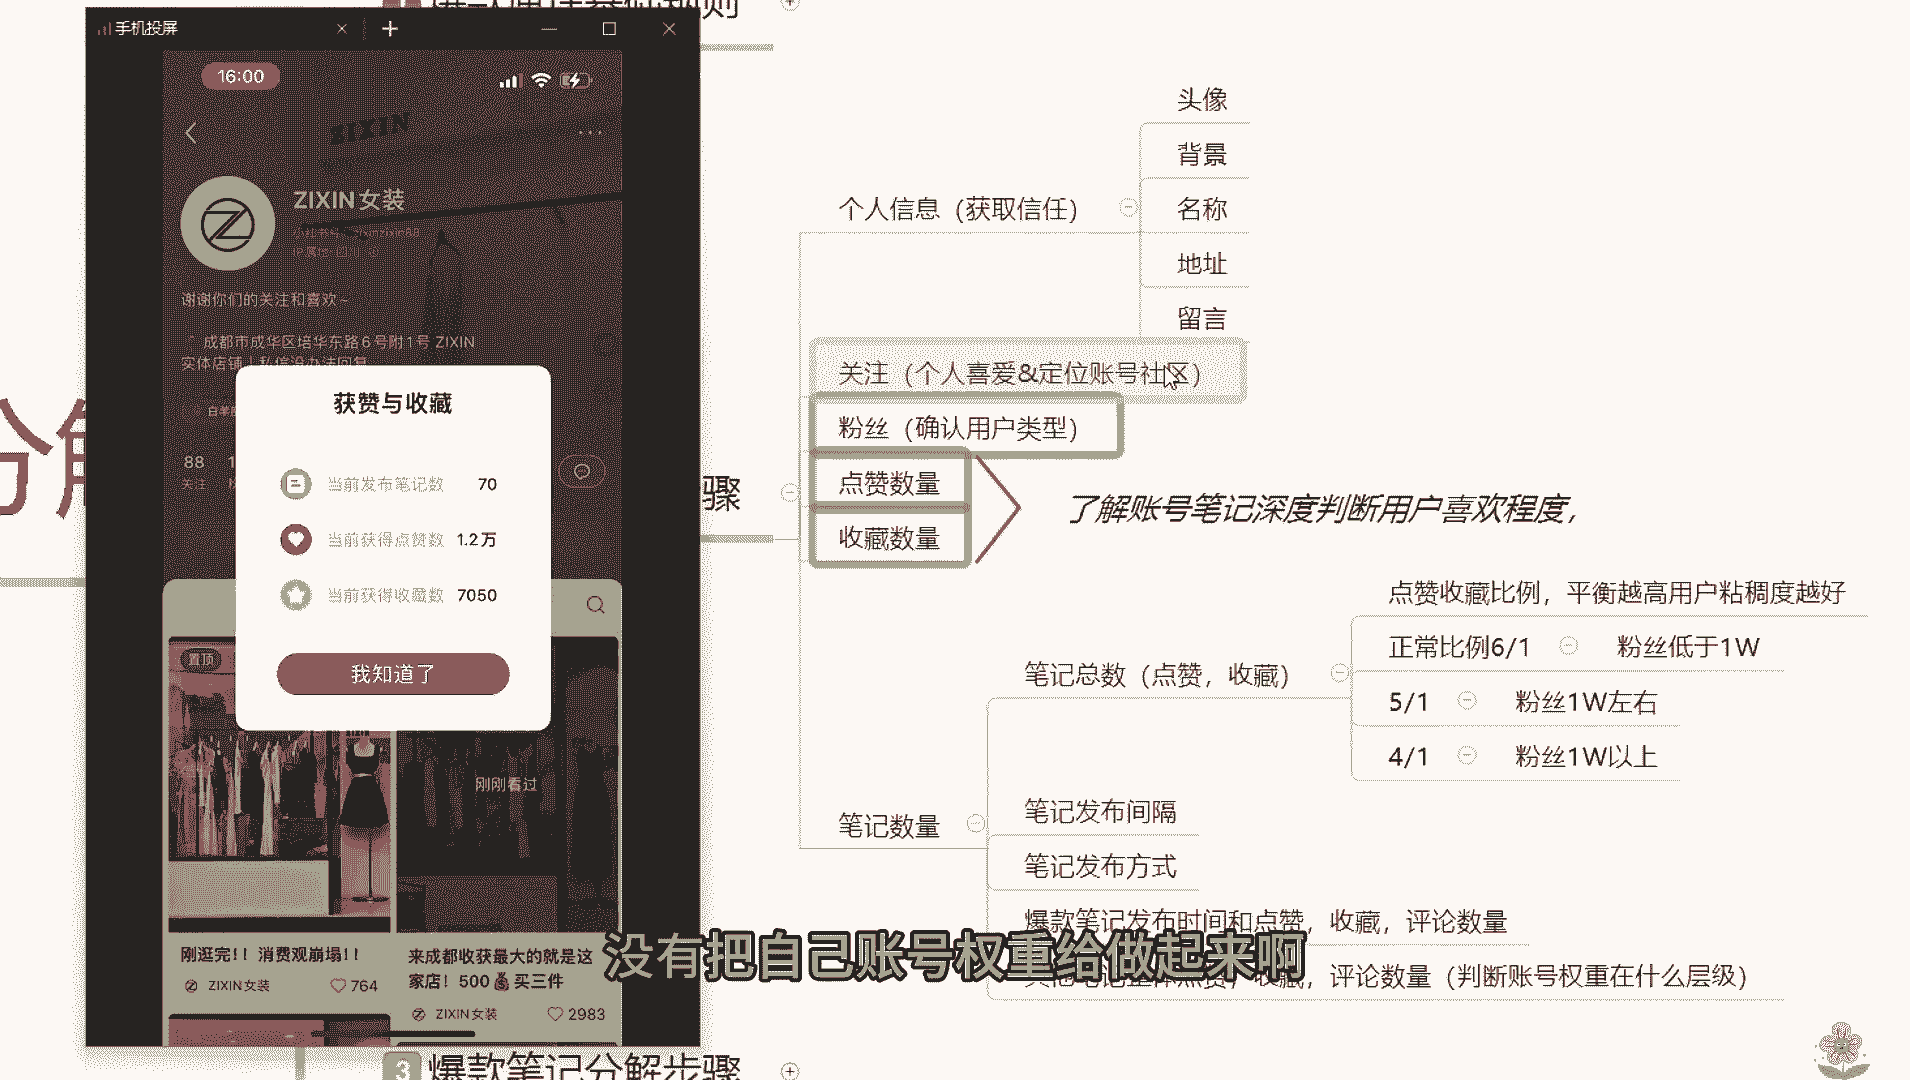 手机投屏
16:00
ZIXIN
ZIXIN女装
谢谢你们的关注和喜欢~
成都市成华区培华东路6号附1号 ZIXIN
实体店铺
私信没办法回复
88
关注
获赞与收藏
当前发布笔记数 70
当前获得点赞数 1.2万
当前获得收藏数 7050
我知道了
置顶
刚刚看过
刚逛完!! 消费观崩塌!!
ZIXIN女装 764
来成都收获最大的就是这
家店! 500💰买三件
ZIXIN女装 2983
头像
背景
个人信息（获取信任）
名称
地址
留言
关注（个人喜爱&定位账号社区）
粉丝（确认用户类型）
点赞数量
收藏数量
了解账号笔记深度判断用户喜欢程度，
骤
分解
点赞收藏比例，平衡越高用户粘稠度越好
正常比例6/1 粉丝低于1W
笔记总数（点赞，收藏）
5/1 粉丝1W左右
4/1 粉丝1W以上
笔记数量
笔记发布间隔
笔记发布方式
爆款笔记发布时间和点赞，收藏，评论数量
评论数量（判断账号权重在什么层级）
没有把自己账号权重给做起来啊
3 爆款笔记分解步骤